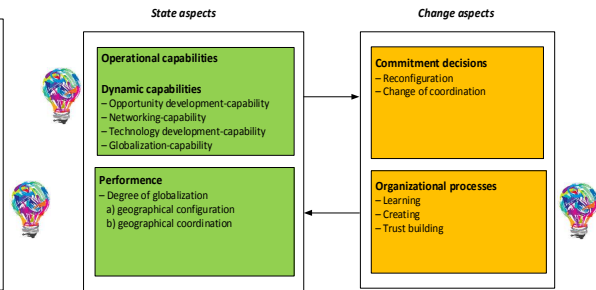 State aspects
Change aspects
Operational capabilities
Dynamic capabilities
– Opportunity development-capability
– Networking-capability
– Technology development-capability
– Globalization-capability
Performence
– Degree of globalization
a) geographical configuration
b) geographical coordination
Commitment decisions
– Reconfiguration
– Change of coordination
Organizational processes
– Learning
– Creating
– Trust building